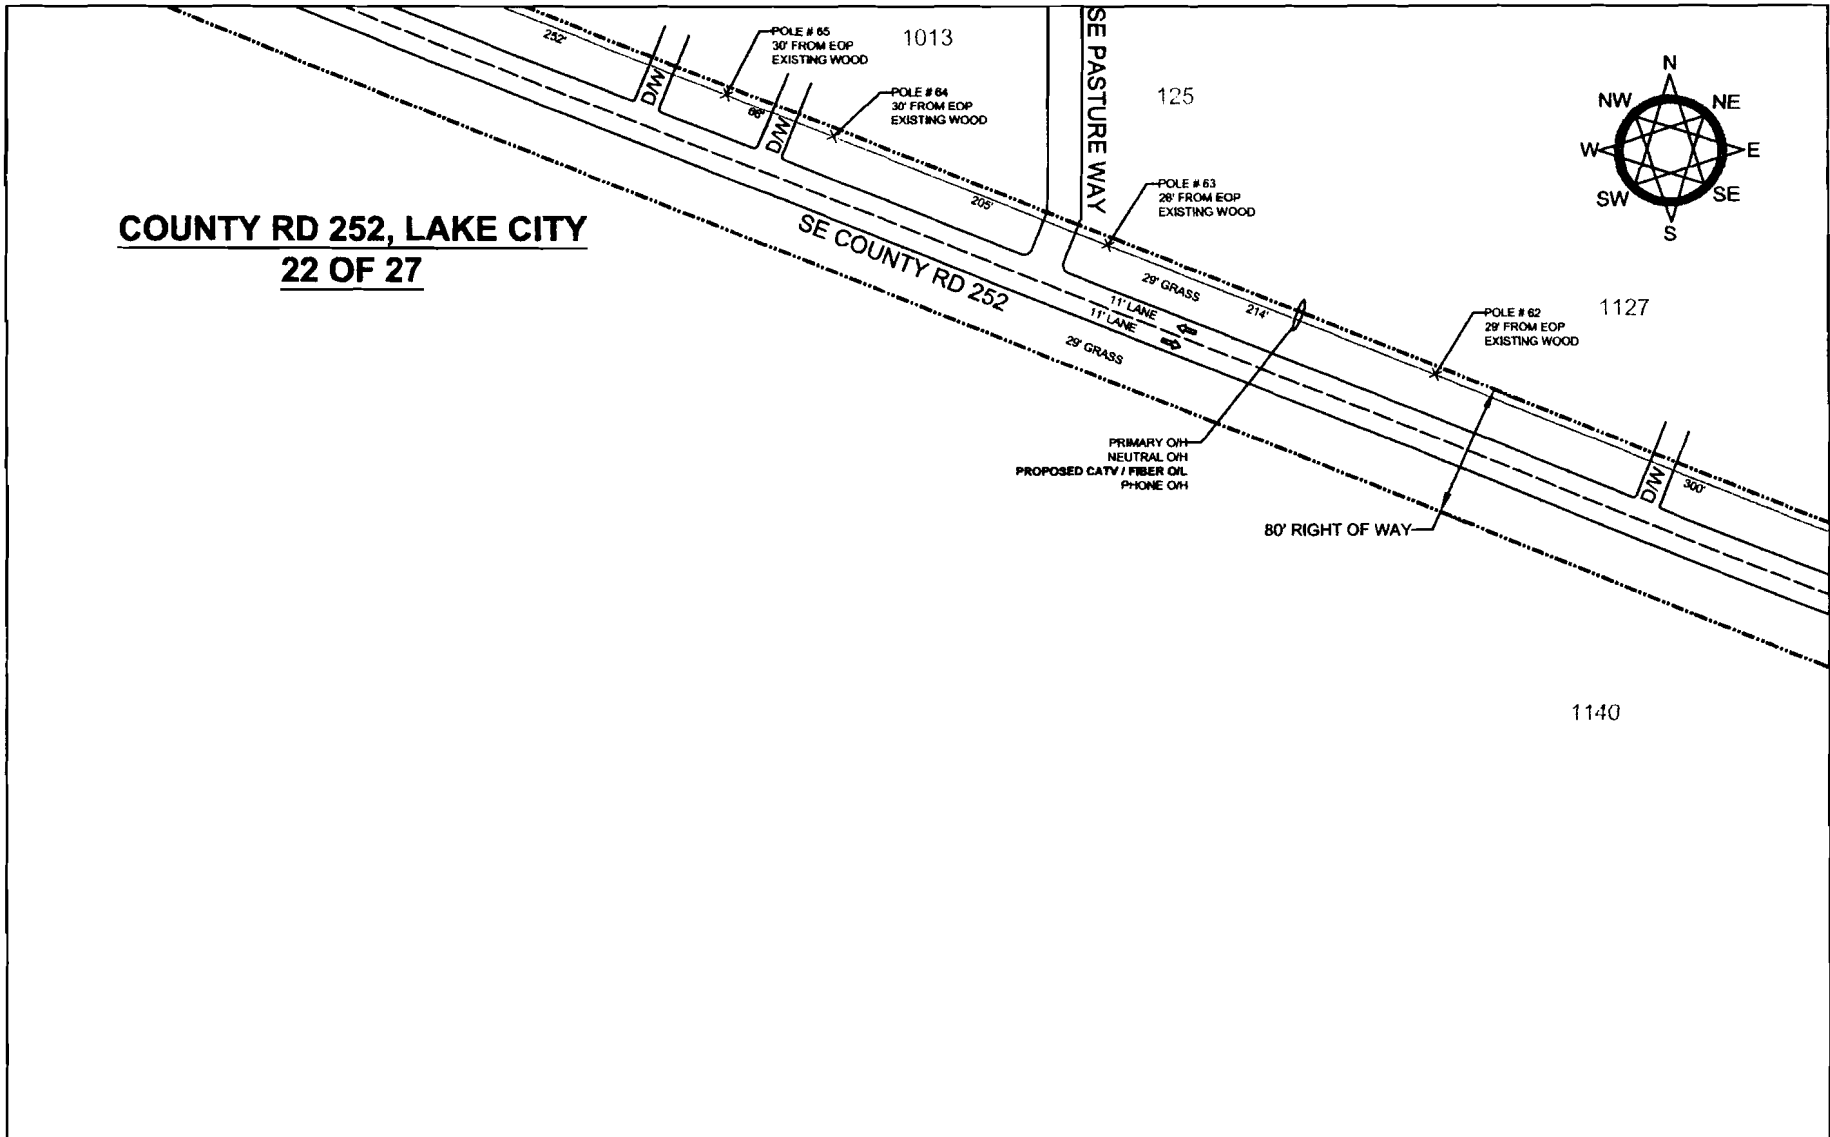 COUNTY RD 252, LAKE CITY
22 OF 27
252'
D/W
POLE # 65
30' FROM EOP
EXISTING WOOD
1013
66'
D/W
POLE # 64
30' FROM EOP
EXISTING WOOD
205'
SE PASTURE WAY
125
N
NW
NE
W
E
SW
SE
S
POLE # 63
28' FROM EOP
EXISTING WOOD
SE COUNTY RD 252
29' GRASS
11' LANE
11' LANE
29' GRASS
214'
POLE # 62
29' FROM EOP
EXISTING WOOD
1127
PRIMARY O/H
NEUTRAL O/H
PROPOSED CATV / FIBER O/L
PHONE O/H
80' RIGHT OF WAY
D/W
300'
1140